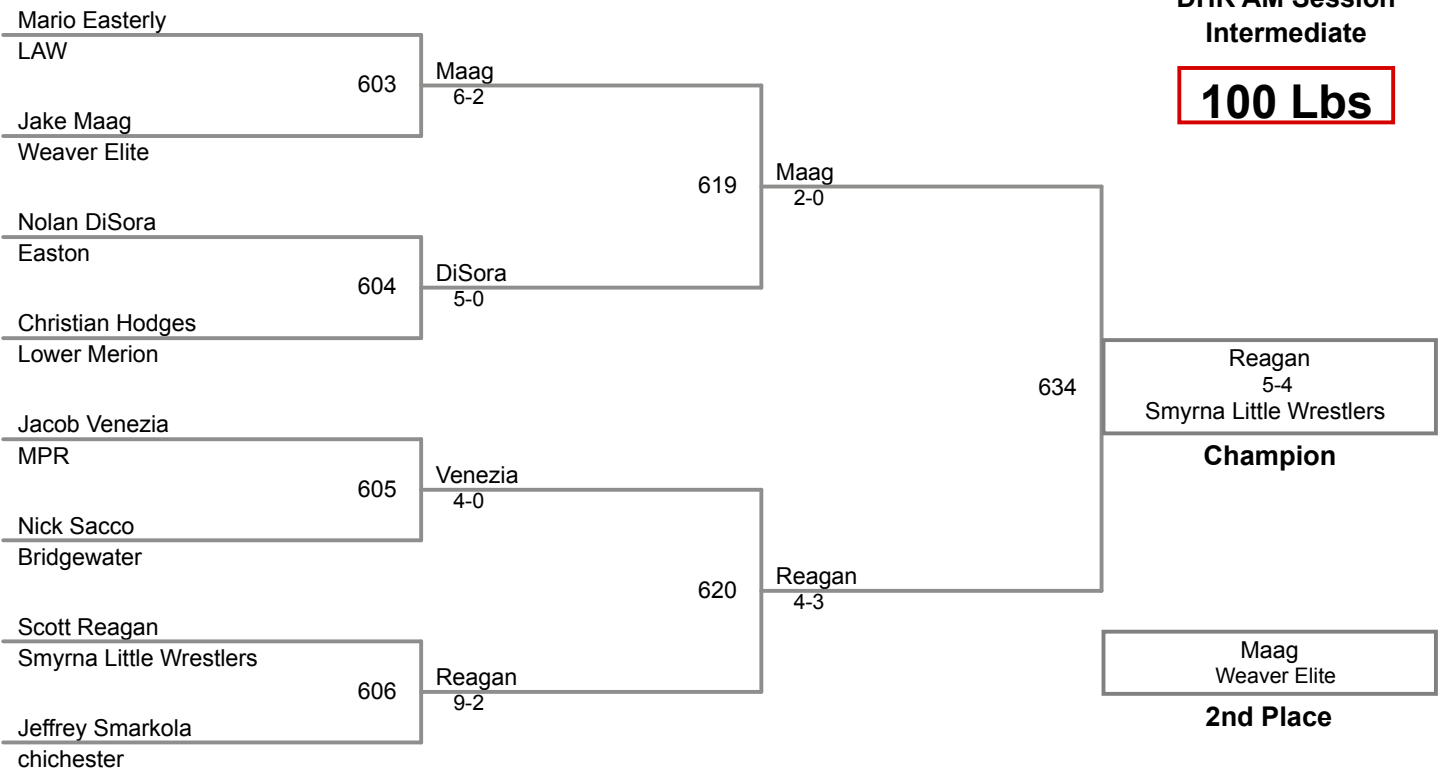 DHR AM Session
Intermediate
100 Lbs
Mario Easterly
LAW
603
Jake Maag
Weaver Elite
Maag
6-2
Nolan DiSora
Easton
604
Christian Hodges
Lower Merion
DiSora
5-0
619
Maag
2-0
Jacob Venezia
MPR
605
Nick Sacco
Bridgewater
Venezia
4-0
Scott Reagan
Smyrna Little Wrestlers
606
Jeffrey Smarkola
chichester
Reagan
9-2
620
Reagan
4-3
634
Reagan
5-4
Smyrna Little Wrestlers
Champion
Maag
Weaver Elite
2nd Place